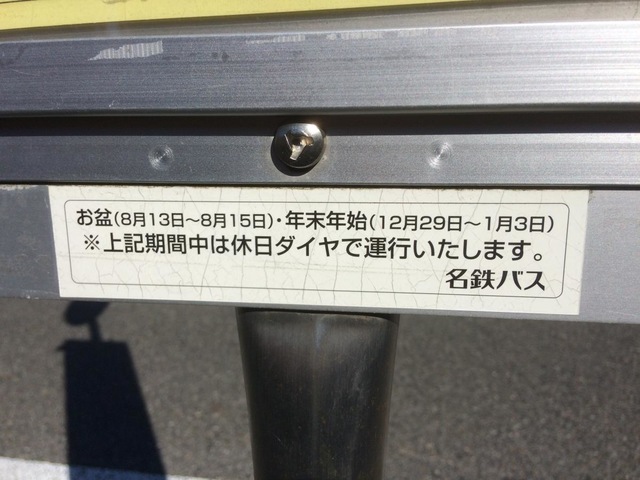 お盆(8月13日～8月15日)・年末年始(12月29日～1月3日)
※上記期間中は休日ダイヤで運行いたします。
名鉄バス